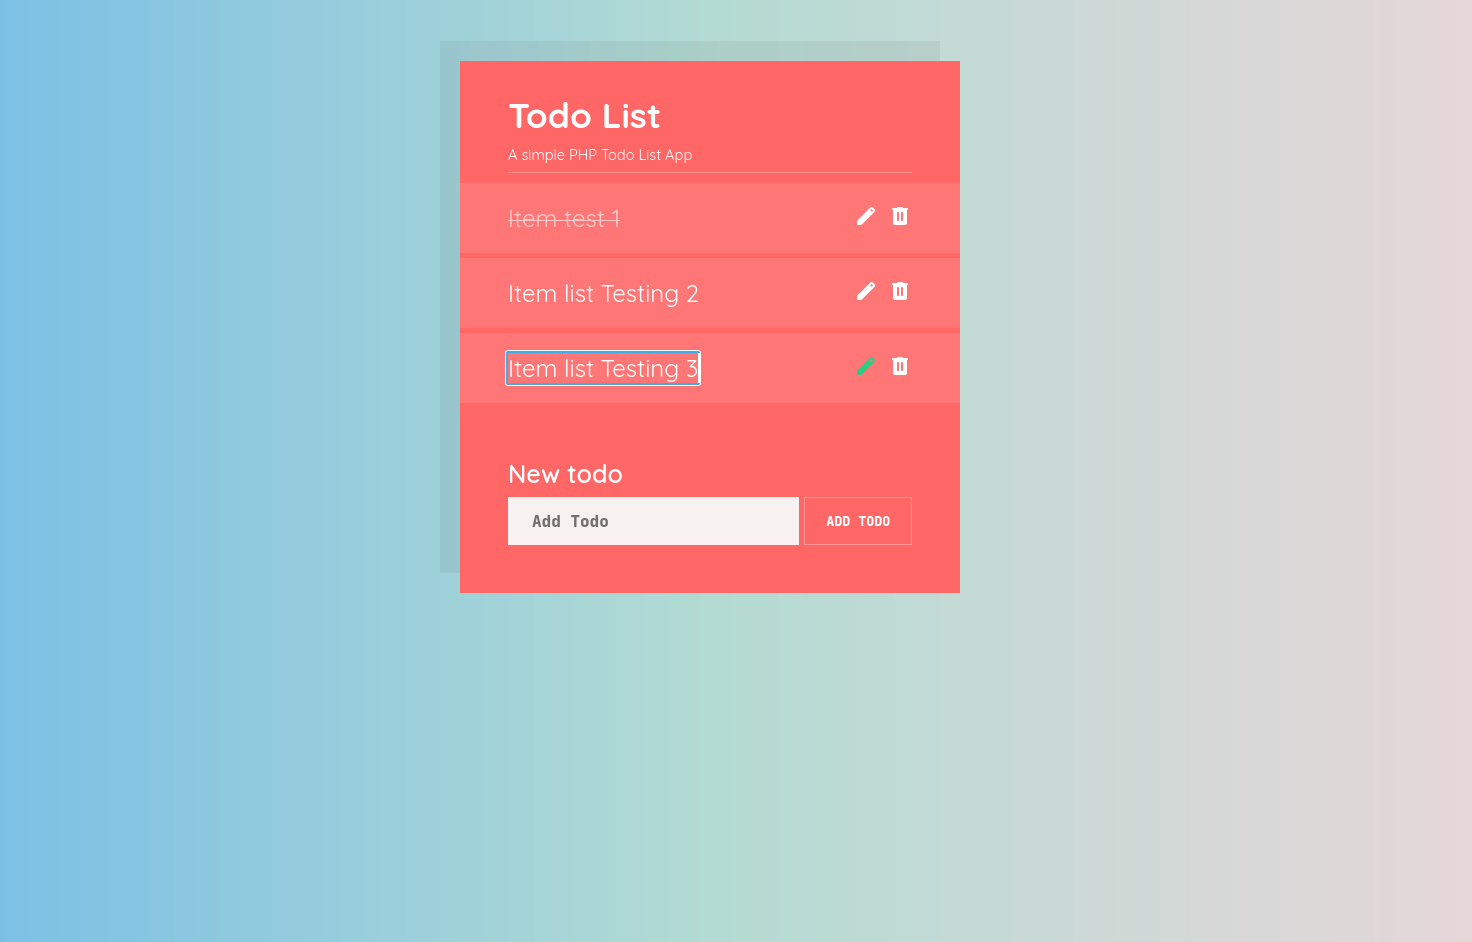 Todo List
A simple PHP Todo List App
Item test 1
Item list Testing 2
Item list Testing 3
New todo
Add Todo
ADD TODO